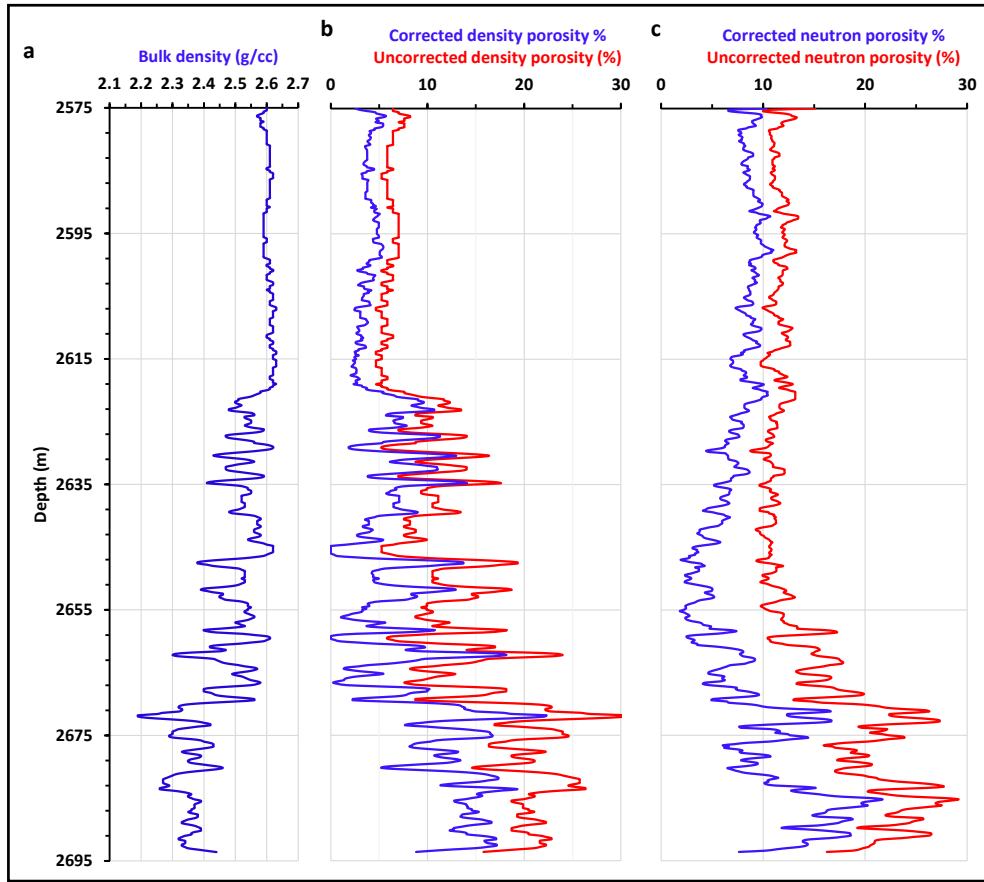 a
Bulk density (g/cc)
2.1 2.2 2.3 2.4 2.5 2.6 2.7
b
Corrected density porosity %
Uncorrected density porosity (%)
0 10 20 30
c
Corrected neutron porosity %
Uncorrected neutron porosity (%)
0 10 20 30
Depth (m)
2575
2595
2615
2635
2655
2675
2695